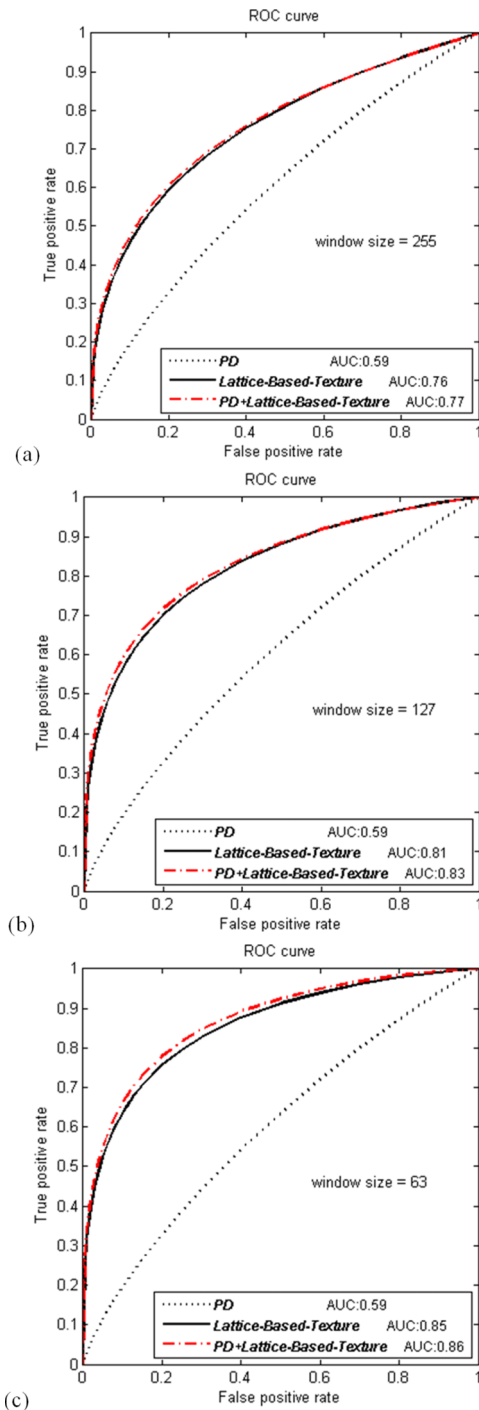 ROC curve
1
0.9
0.8
0.7
0.6
0.5
0.4
0.3
0.2
0.1
0
True positive rate
window size = 255
PD AUC:0.59
Lattice-Based-Texture AUC:0.76
PD+Lattice-Based-Texture AUC:0.77
0 0.2 0.4 0.6 0.8 1
False positive rate
(a)
ROC curve
1
0.9
0.8
0.7
0.6
0.5
0.4
0.3
0.2
0.1
0
True positive rate
window size = 127
PD AUC:0.59
Lattice-Based-Texture AUC:0.81
PD+Lattice-Based-Texture AUC:0.83
0 0.2 0.4 0.6 0.8 1
False positive rate
(b)
ROC curve
1
0.9
0.8
0.7
0.6
0.5
0.4
0.3
0.2
0.1
0
True positive rate
window size = 63
PD AUC:0.59
Lattice-Based-Texture AUC:0.85
PD+Lattice-Based-Texture AUC:0.86
0 0.2 0.4 0.6 0.8 1
False positive rate
(c)